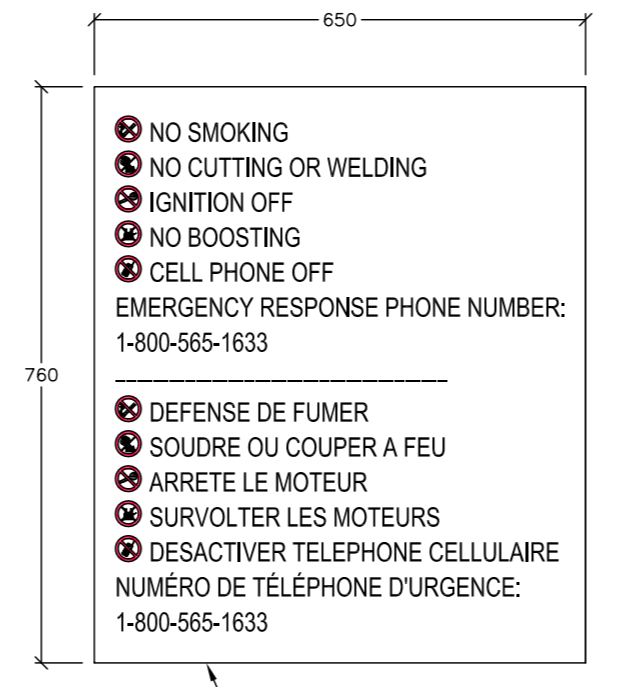 650
760
NO SMOKING
NO CUTTING OR WELDING
IGNITION OFF
NO BOOSTING
CELL PHONE OFF
EMERGENCY RESPONSE PHONE NUMBER:
1-800-565-1633
DEFENSE DE FUMER
SOUDRE OU COUPER A FEU
ARRETE LE MOTEUR
SURVOLTER LES MOTEURS
DESACTIVER TELEPHONE CELLULAIRE
NUMÉRO DE TÉLÉPHONE D'URGENCE:
1-800-565-1633